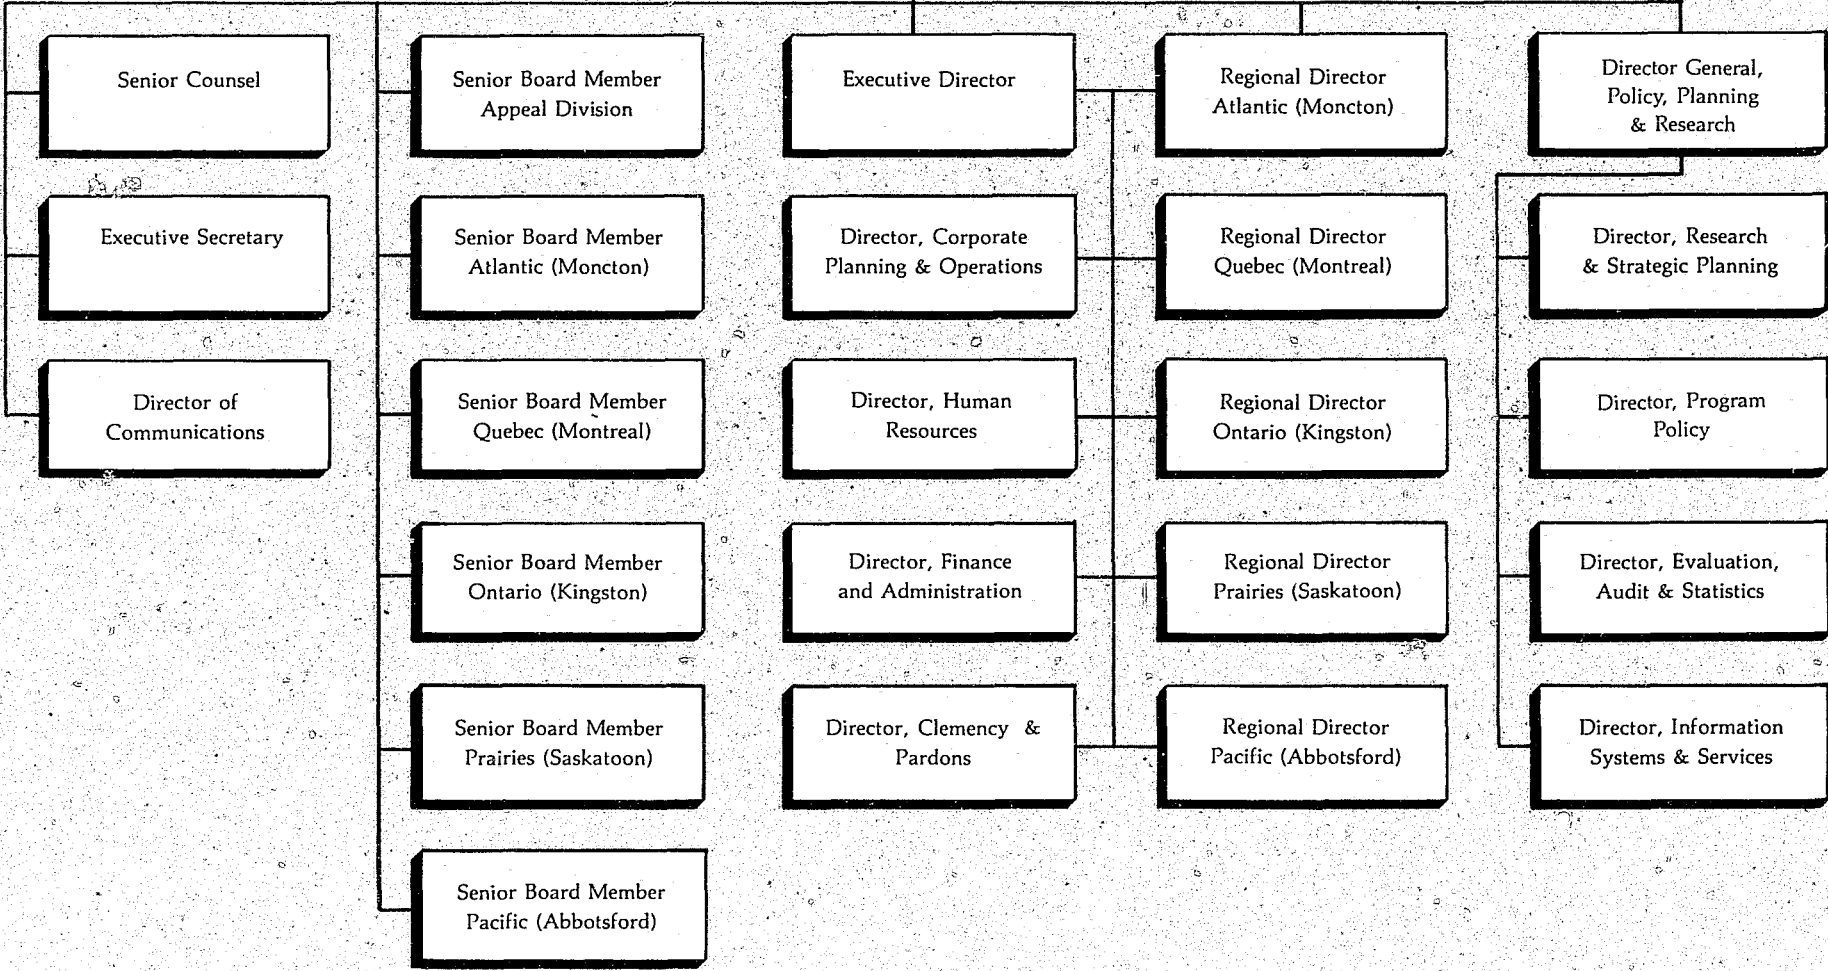 Senior Counsel
Executive Secretary
Director of
Communications
Senior Board Member
Appeal Division
Senior Board Member
Atlantic (Moncton)
Senior Board Member
Quebec (Montreal)
Senior Board Member
Ontario (Kingston)
Senior Board Member
Prairies (Saskatoon)
Senior Board Member
Pacific (Abbotsford)
Executive Director
Director, Corporate
Planning & Operations
Director, Human
Resources
Director, Finance
and Administration
Director, Clemency &
Pardons
Regional Director
Atlantic (Moncton)
Regional Director
Quebec (Montreal)
Regional Director
Ontario (Kingston)
Regional Director
Prairies (Saskatoon)
Regional Director
Pacific (Abbotsford)
Director General,
Policy, Planning
& Research
Director, Research
& Strategic Planning
Director, Program
Policy
Director, Evaluation,
Audit & Statistics
Director, Information
Systems & Services